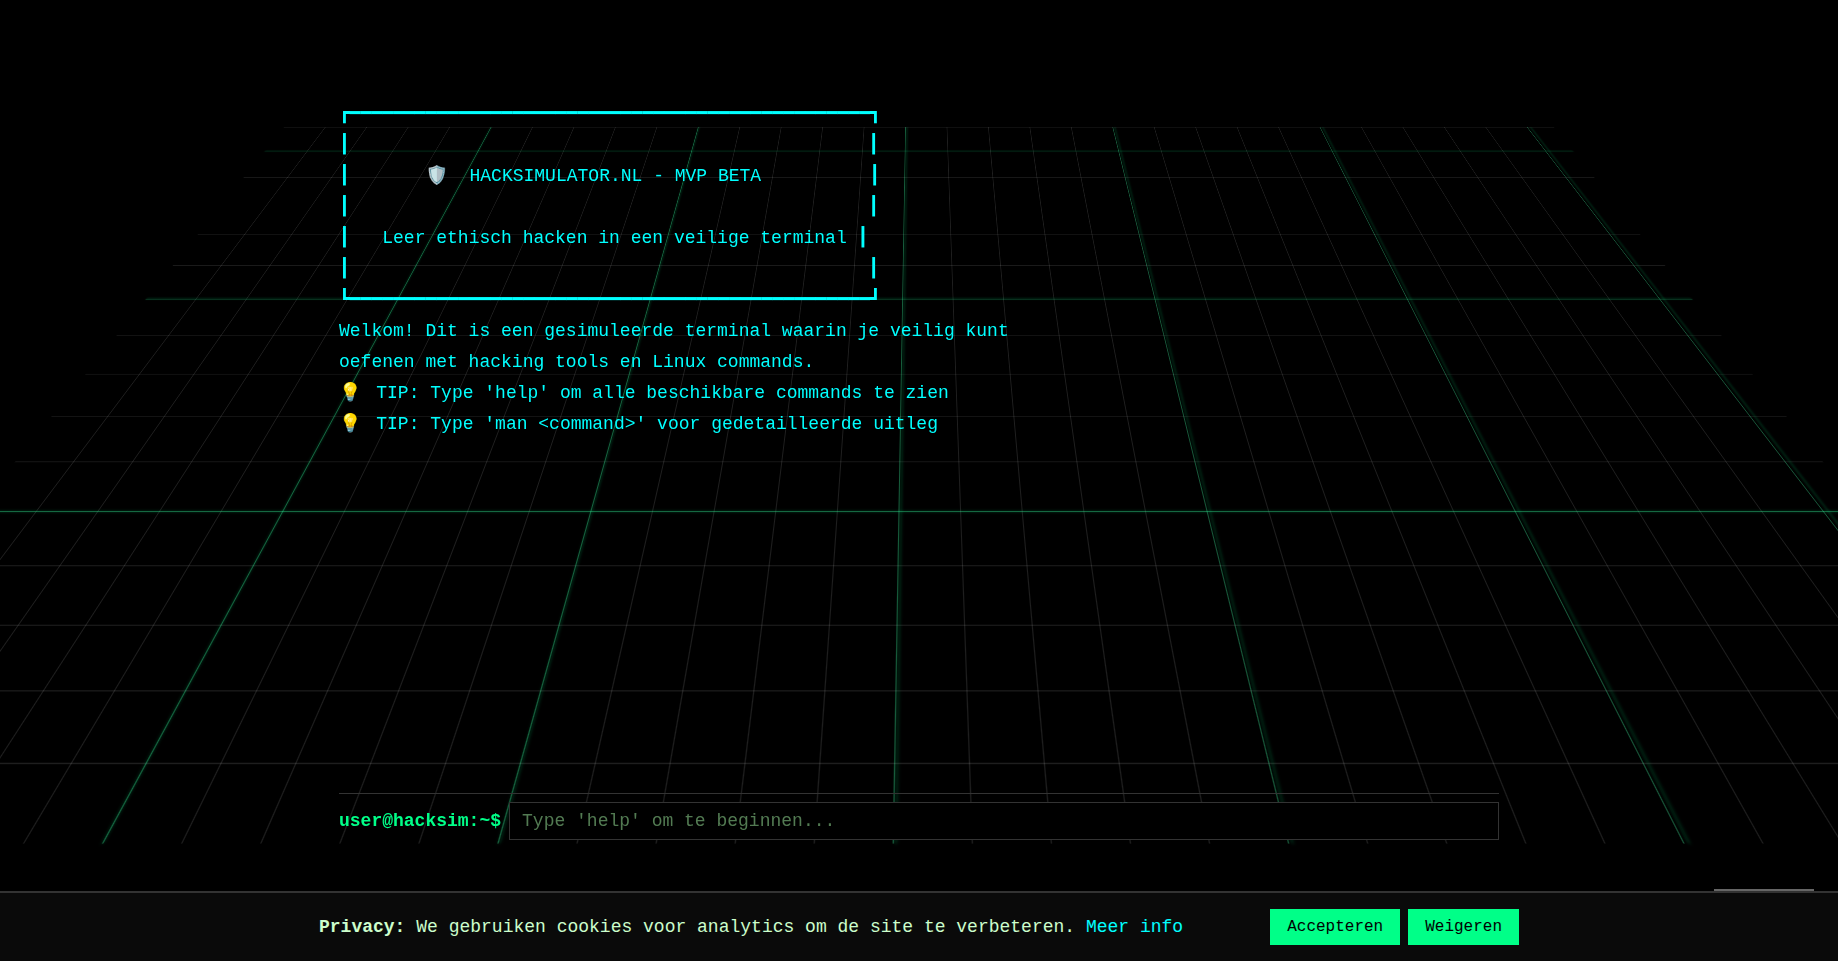 HACKSIMULATOR.NL - MVP BETA
Leer ethisch hacken in een veilige terminal
Welkom! Dit is een gesimuleerde terminal waarin je veilig kunt
oefenen met hacking tools en Linux commands.
TIP: Type 'help' om alle beschikbare commands te zien
TIP: Type 'man <command>' voor gedetailleerde uitleg
user@hacksim:~$ Type 'help' om te beginnen...
Privacy: We gebruiken cookies voor analytics om de site te verbeteren. Meer info Accepteren Weigeren